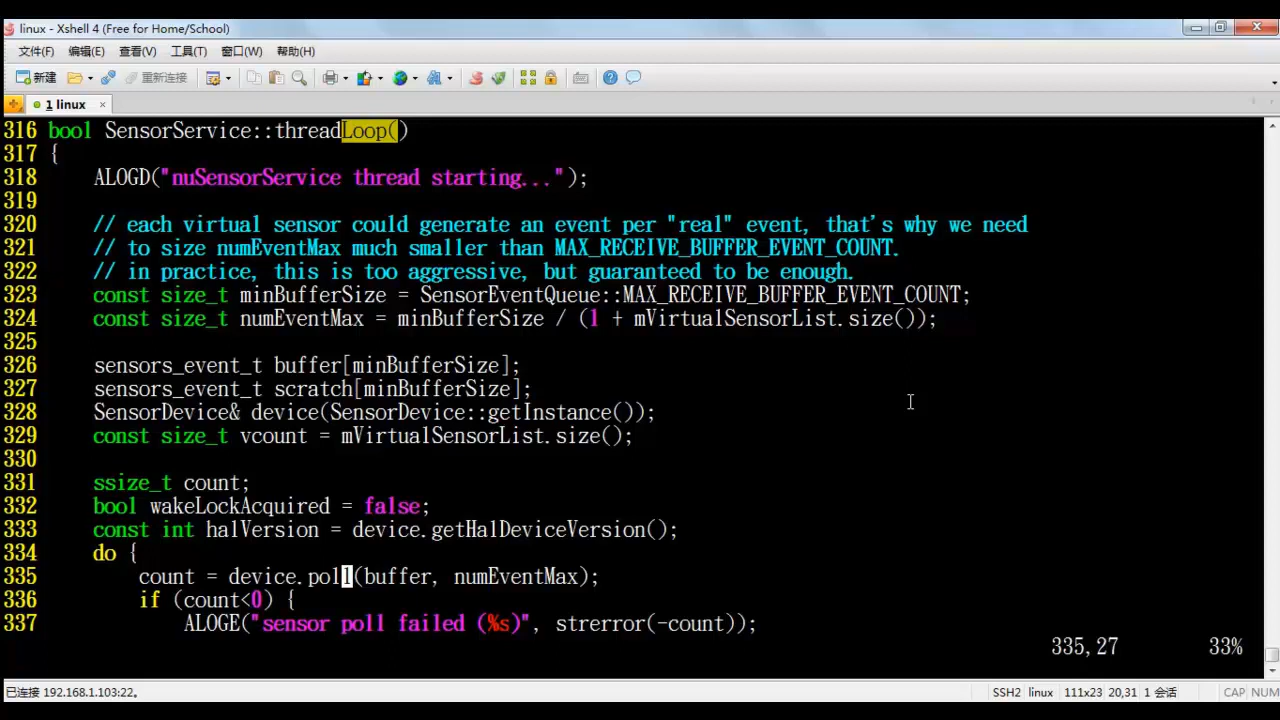 linux - Xshell 4 (Free for Home/School)
文件(F) 编辑(E) 查看(V) 工具(T) 窗口(W) 帮助(H)
新建 重新连接
1 linux
316 bool SensorService::threadLoop()
317 {
318     ALOGD("nuSensorService thread starting...");
319
320     // each virtual sensor could generate an event per "real" event, that's why we need
321     // to size numEventMax much smaller than MAX_RECEIVE_BUFFER_EVENT_COUNT.
322     // in practice, this is too aggressive, but guaranteed to be enough.
323     const size_t minBufferSize = SensorEventQueue::MAX_RECEIVE_BUFFER_EVENT_COUNT;
324     const size_t numEventMax = minBufferSize / (1 + mVirtualSensorList.size());
325
326     sensors_event_t buffer[minBufferSize];
327     sensors_event_t scratch[minBufferSize];
328     SensorDevice& device(SensorDevice::getInstance());
329     const size_t vcount = mVirtualSensorList.size();
330
331     ssize_t count;
332     bool wakeLockAcquired = false;
333     const int halVersion = device.getHalDeviceVersion();
334     do {
335         count = device.poll(buffer, numEventMax);
336         if (count<0) {
337             ALOGE("sensor poll failed (%s)", strerror(-count));
335,27 33%
已连接 192.168.1.103:22。 SSH2 linux 111x23 20,31 1 会话 CAP NUM